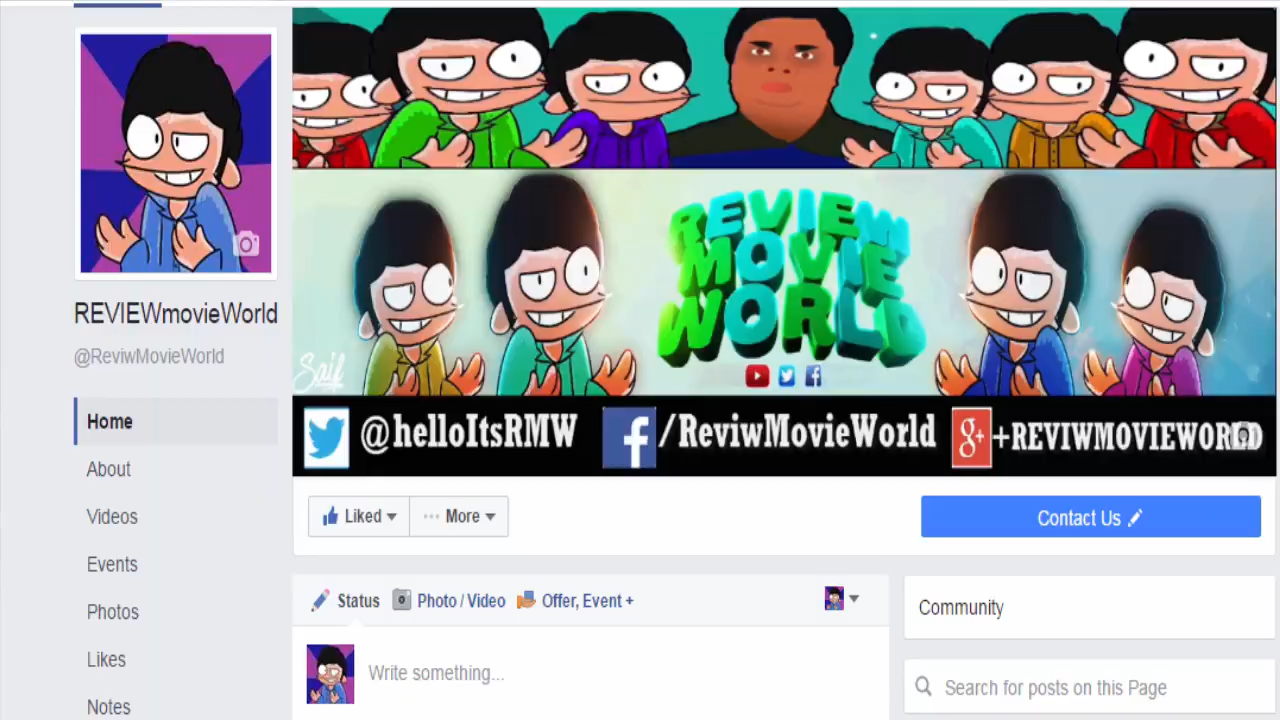 REVIEW
MOVIE
WORLD
Saif
@helloItsRMW
/ReviwMovieWorld
+REVIWMOVIEWORLD
REVIEWmovieWorld
@ReviwMovieWorld
Home
About
Videos
Events
Photos
Likes
Notes
Liked
More
Contact Us
Status
Photo / Video
Offer, Event +
Write something...
Community
Search for posts on this Page